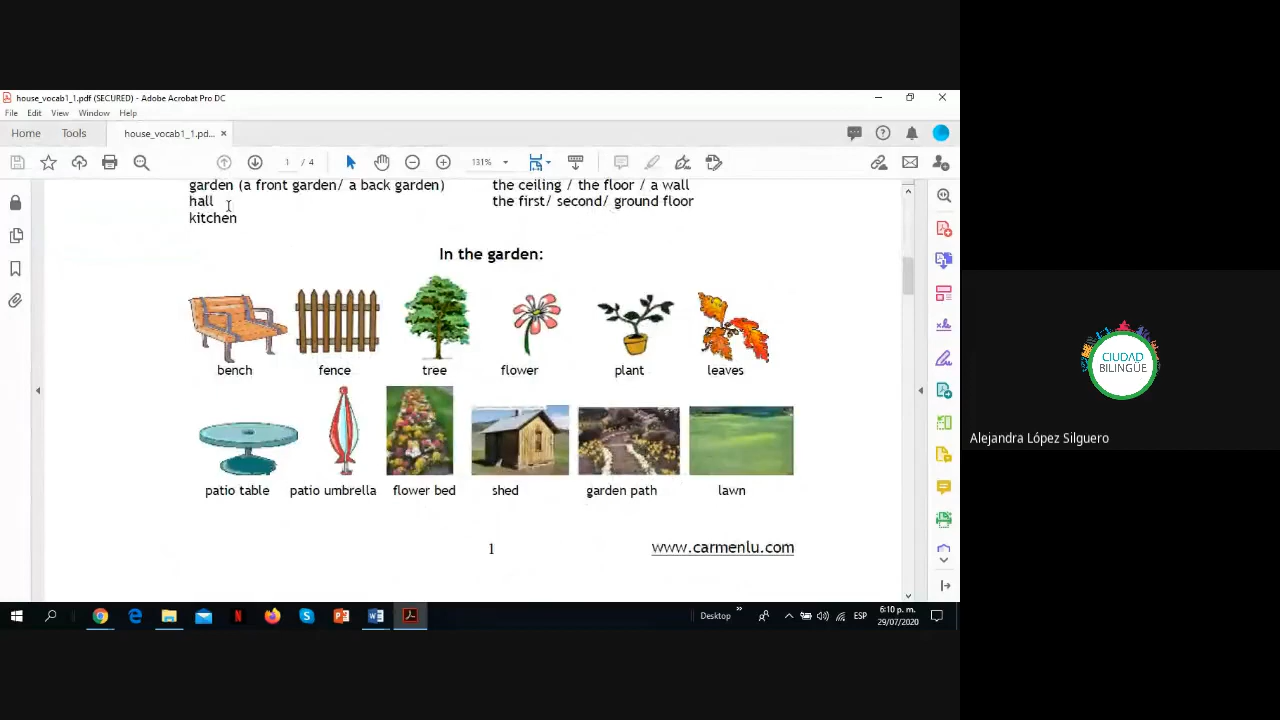 house_vocab1_1.pdf (SECURED) - Adobe Acrobat Pro DC
File Edit View Window Help
Home Tools house_vocab1_1.pd... ×
1 / 4 131%
garden (a front garden/ a back garden) the ceiling / the floor / a wall
hall the first/ second/ ground floor
kitchen
In the garden:
bench fence tree flower plant leaves
patio table patio umbrella flower bed shed garden path lawn
1 www.carmenlu.com
CIUDAD
BILINGÜE
Alejandra López Silguero
Desktop » ESP 6:10 p. m.
29/07/2020